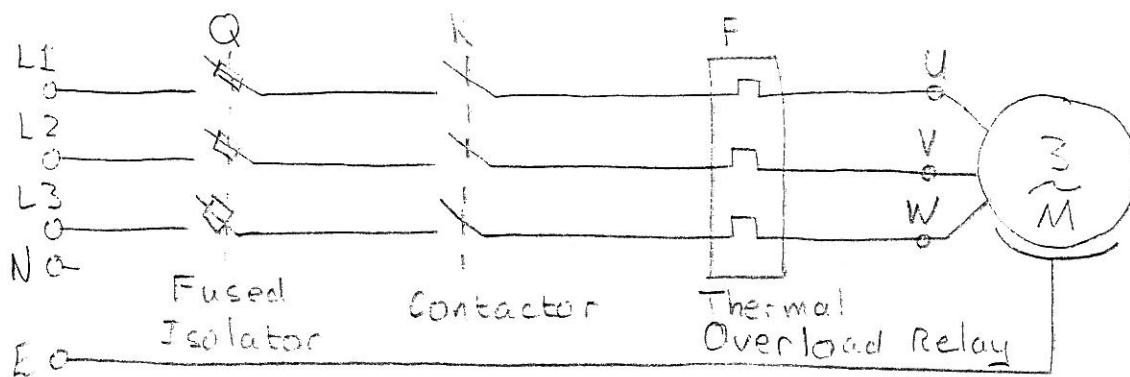 Q
K
F
L1
U
L2
V
3
~
M
L3
W
N
Fused
Isolator
Contactor
Thermal
Overload Relay
E